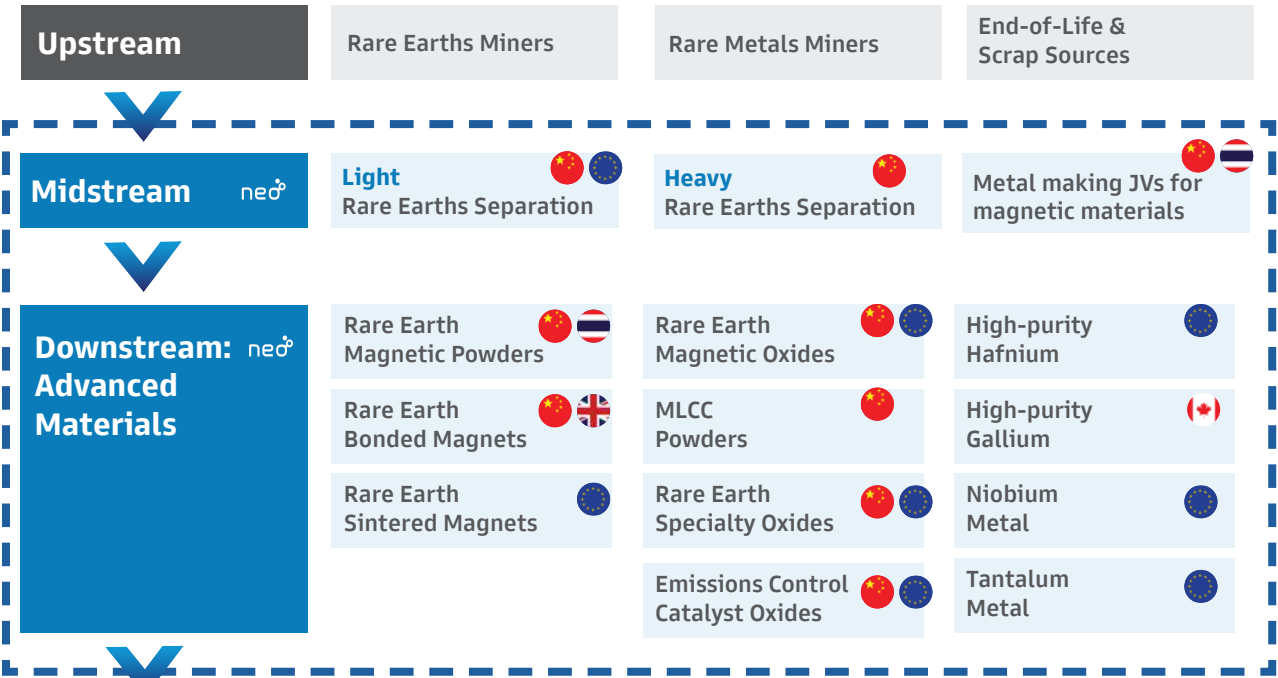 Upstream
Rare Earths Miners
Rare Metals Miners
End-of-Life &
Scrap Sources
Midstream
neo
Light
Rare Earths Separation
Heavy
Rare Earths Separation
Metal making JVs for
magnetic materials
Downstream:
neo
Advanced
Materials
Rare Earth
Magnetic Powders
Rare Earth
Magnetic Oxides
High-purity
Hafnium
Rare Earth
Bonded Magnets
MLCC
Powders
High-purity
Gallium
Rare Earth
Sintered Magnets
Rare Earth
Specialty Oxides
Niobium
Metal
Emissions Control
Catalyst Oxides
Tantalum
Metal